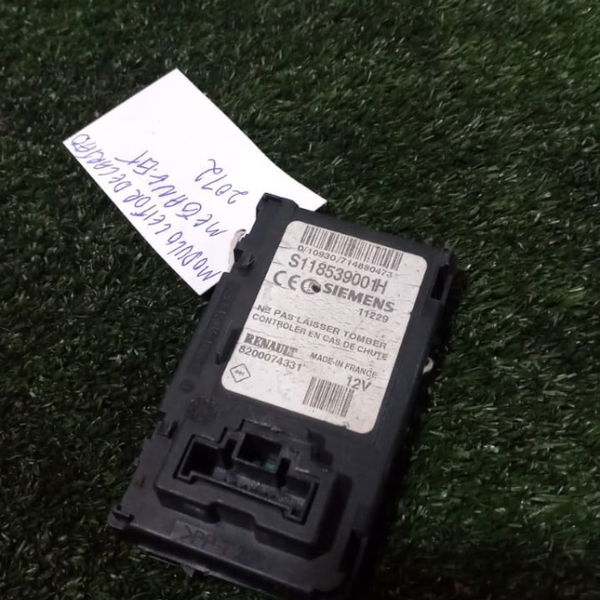 MODULO LEITOR DE CARTÃO
MEGANE
2012
0/10930/714880473
S118539001H
CE SIEMENS
11229
NE PAS LAISSER TOMBER
CONTROLER EN CAS DE CHUTE
RENAULT MADE-IN FRANCE
8200074331
12V